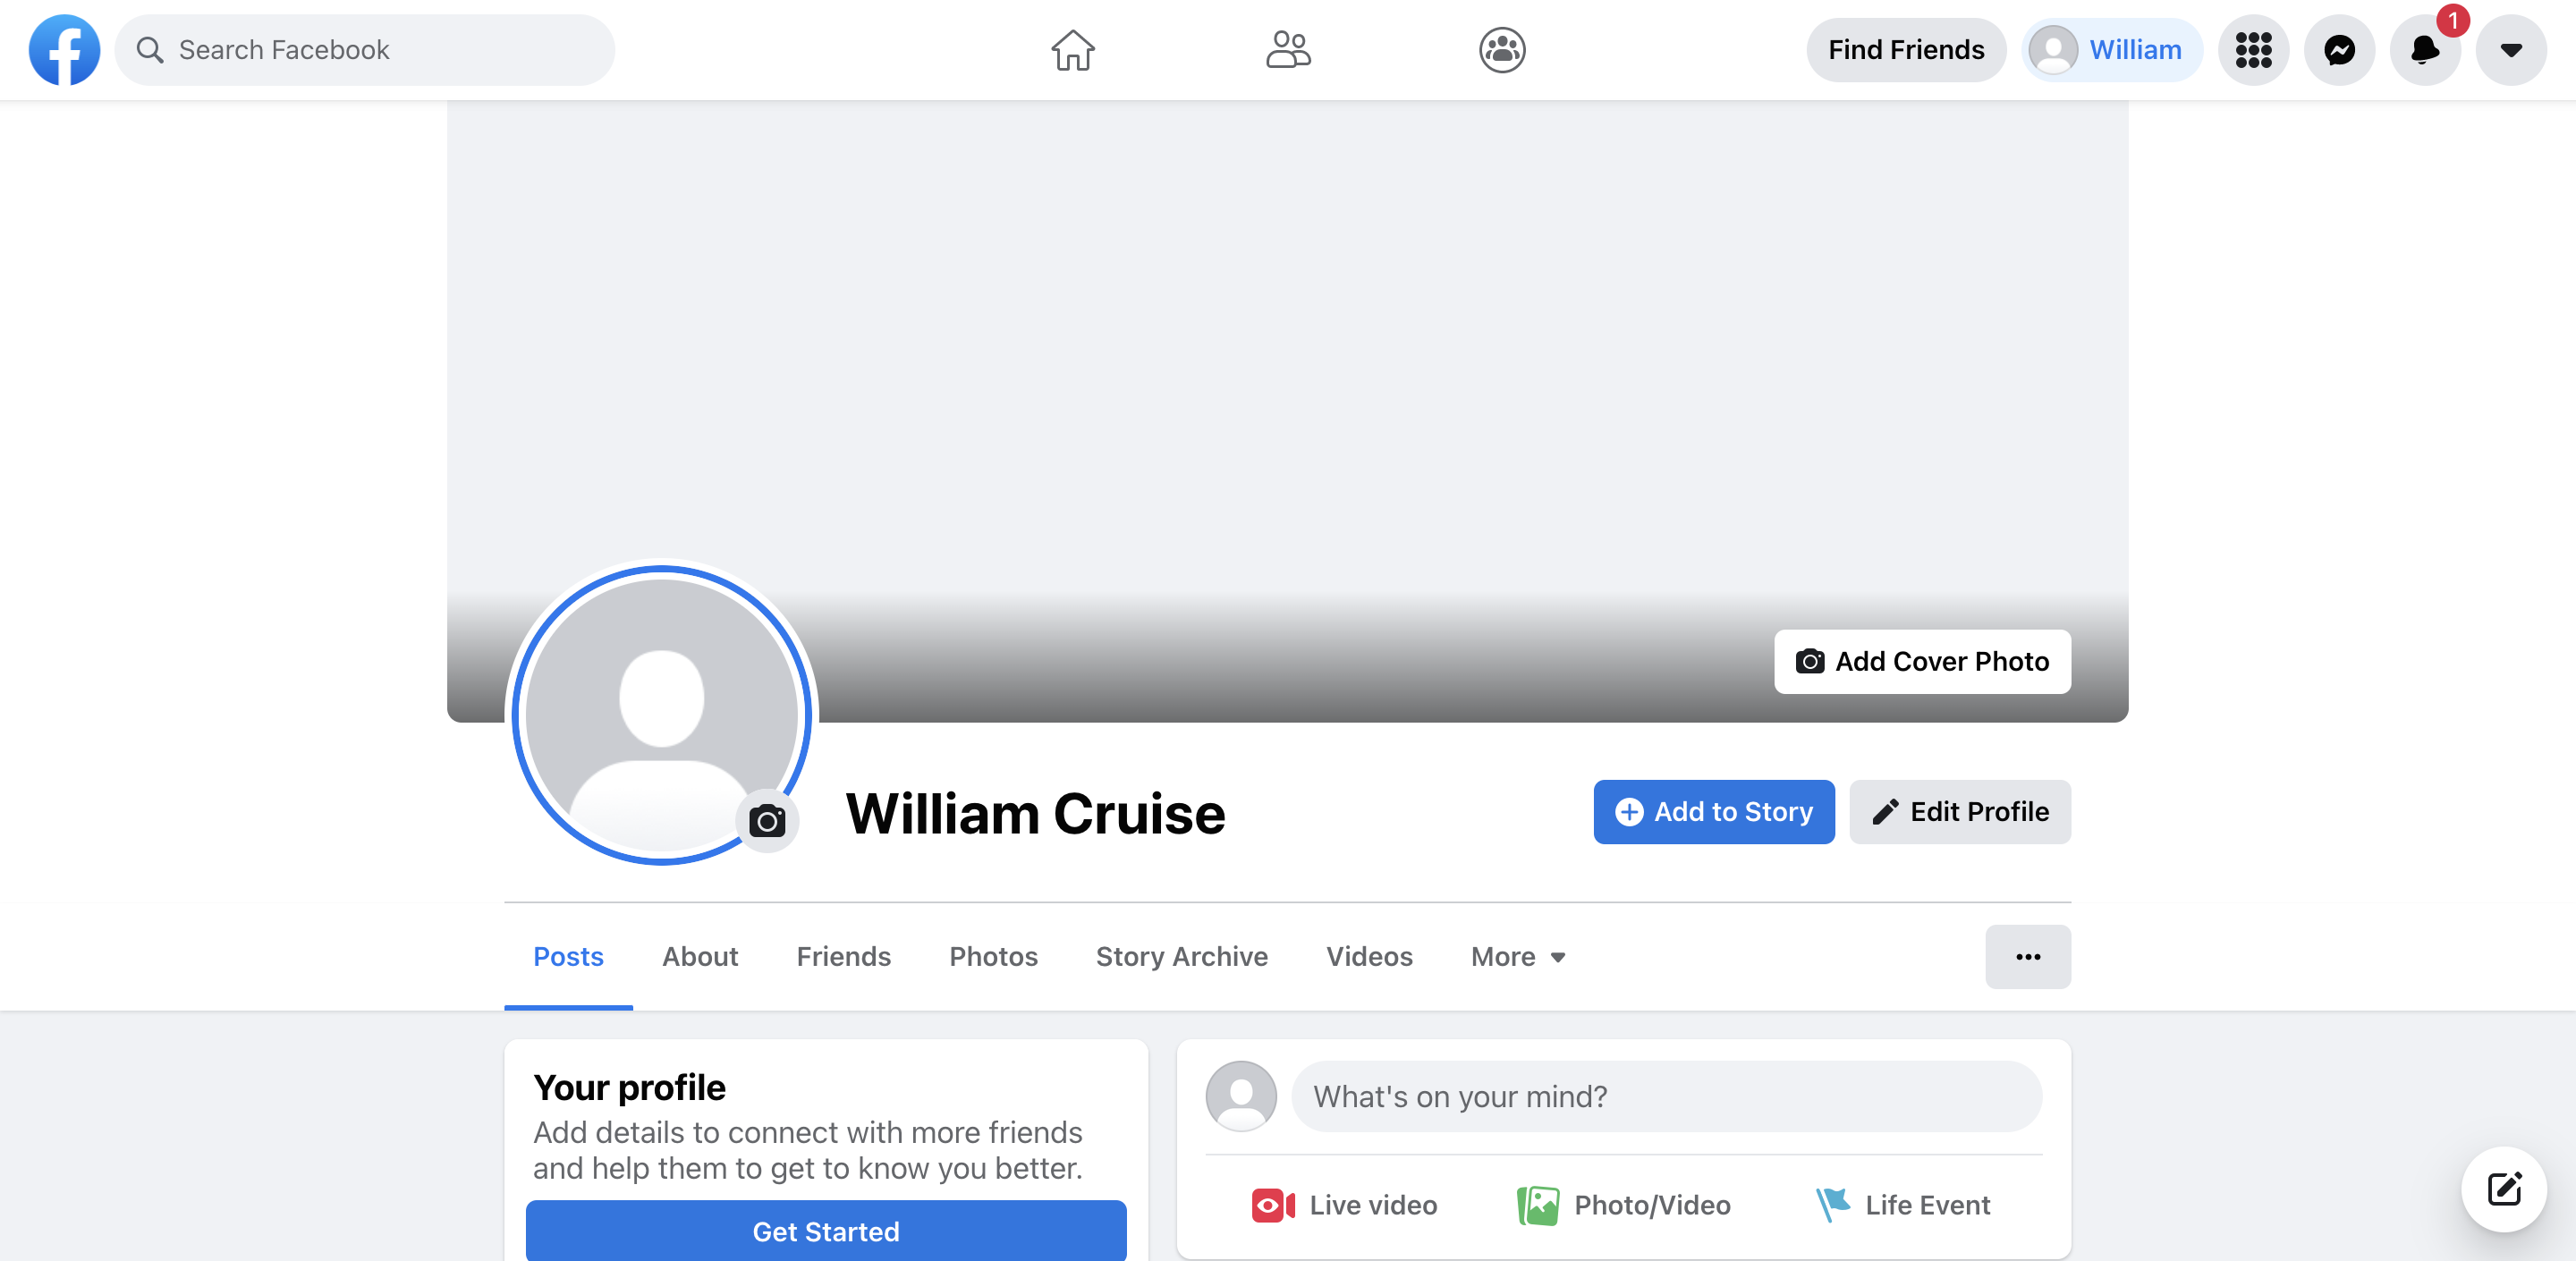 Search Facebook
Find Friends
William
1
Add Cover Photo
William Cruise
Add to Story
Edit Profile
Posts
About
Friends
Photos
Story Archive
Videos
More
Your profile
Add details to connect with more friends
and help them to get to know you better.
Get Started
What's on your mind?
Live video
Photo/Video
Life Event